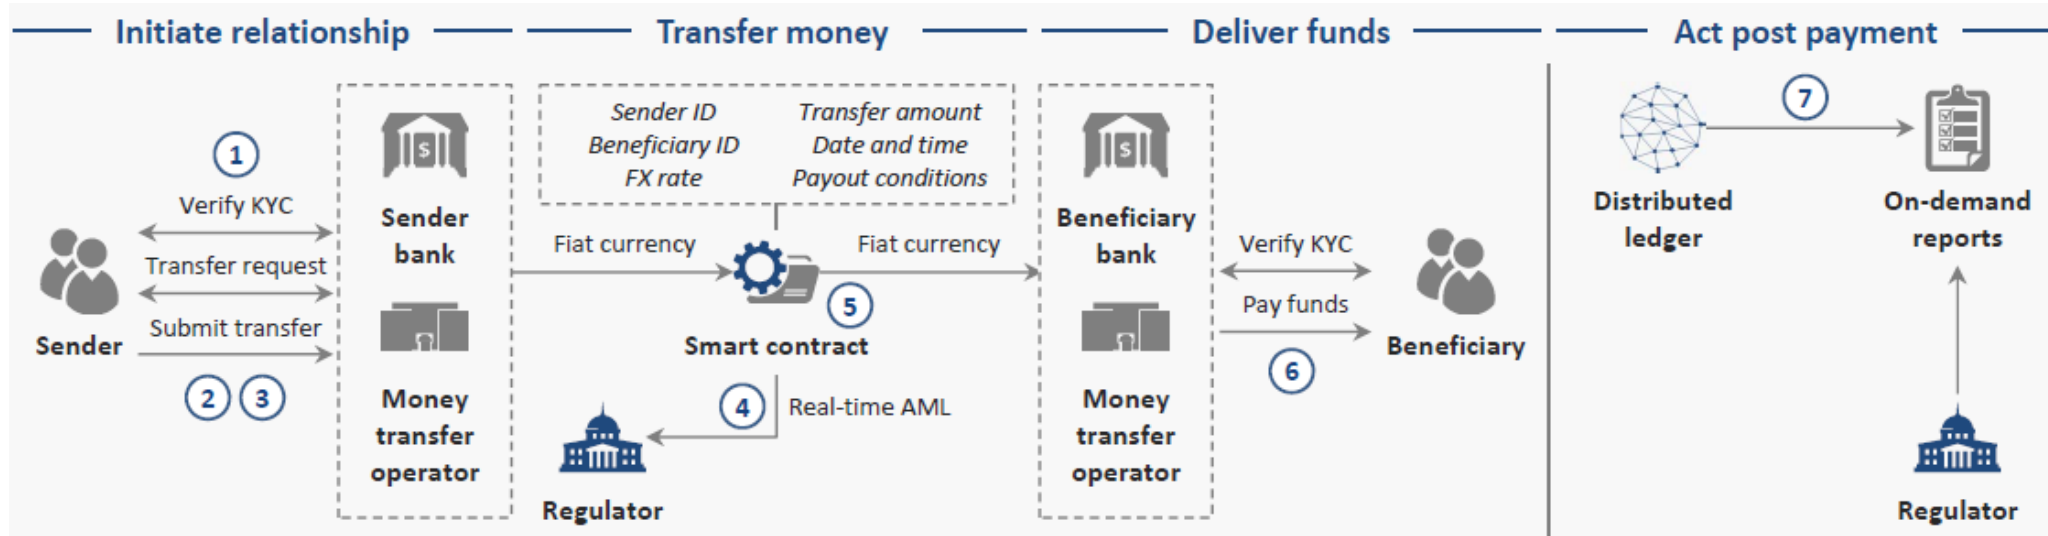 Initiate relationship
Transfer money
Deliver funds
Act post payment
1
Verify KYC
Transfer request
Submit transfer
2 3
Sender
$
Sender
bank
Money
transfer
operator
Sender ID
Beneficiary ID
FX rate
Transfer amount
Date and time
Payout conditions
Fiat currency
Fiat currency
5
Smart contract
4
Real-time AML
Regulator
$
Beneficiary
bank
Money
transfer
operator
Verify KYC
Pay funds
6
Beneficiary
7
Distributed
ledger
On-demand
reports
Regulator